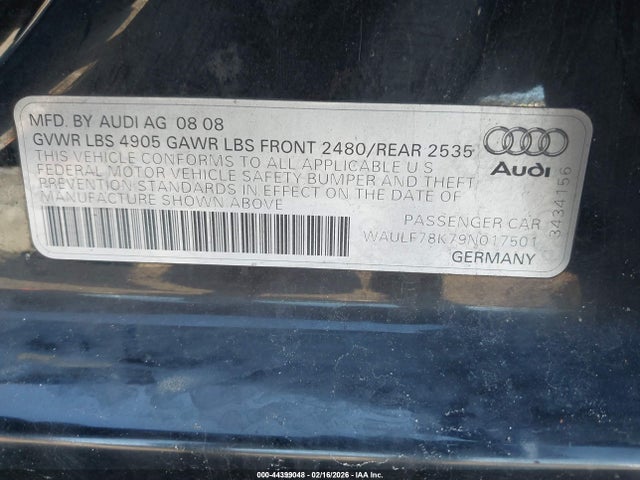 MFD. BY AUDI AG 08 08
GVWR LBS 4905 GAWR LBS FRONT 2480/REAR 2535
THIS VEHICLE CONFORMS TO ALL APPLICABLE U S
FEDERAL MOTOR VEHICLE SAFETY BUMPER AND THEFT
PREVENTION STANDARDS IN EFFECT ON THE DATE OF
MANUFACTURE SHOWN ABOVE
Audi
3434156
PASSENGER CAR
WAULF78K79N017501
GERMANY
000-44399048 - 02/16/2026 - IAA Inc.